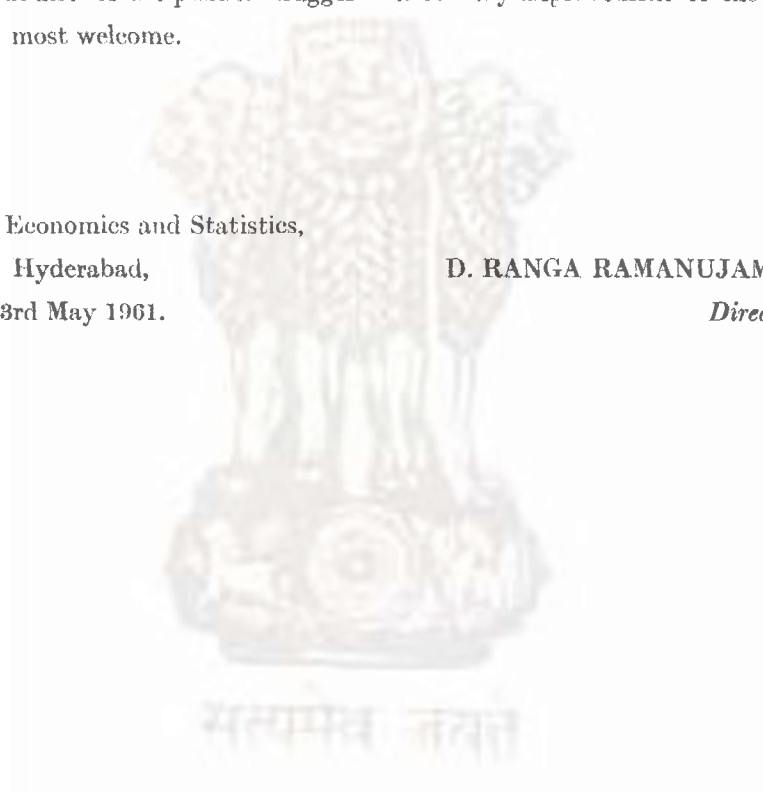 most welcome.
Economics and Statistics,
Hyderabad,
D. RANGA RAMANUJAM
3rd May 1961.
Direc
सत्यमेव जयते